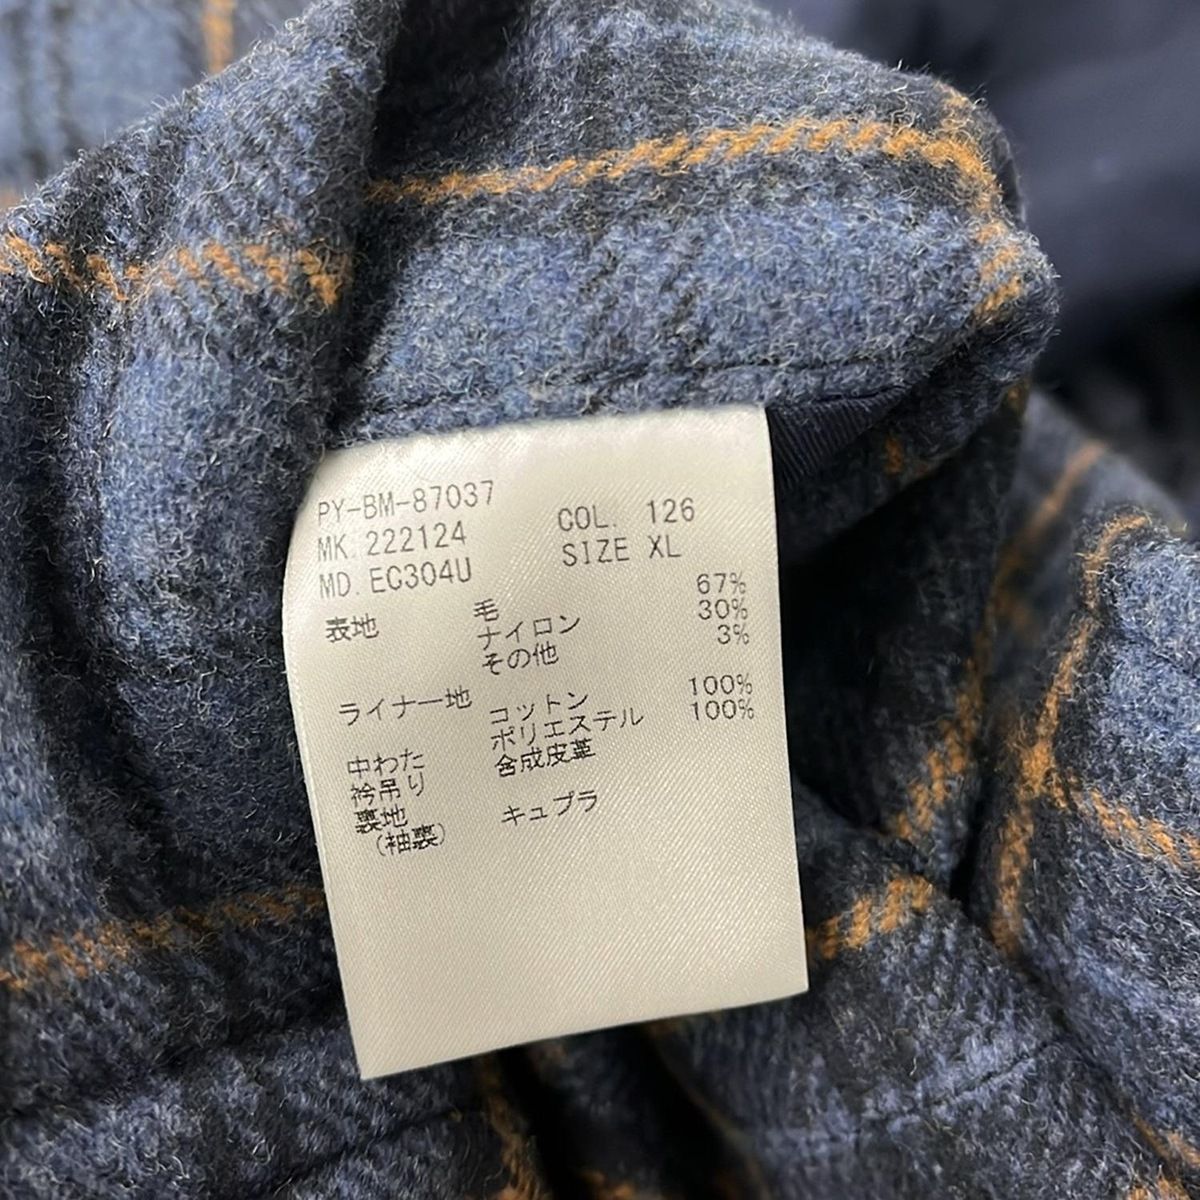 PY-BM-87037
MK. 222124 COL. 126
MD. EC304U SIZE XL
表地 毛 67%
ナイロン 30%
その他 3%
ライナー地 コットン 100%
中わた ポリエステル 100%
衿吊り 合成皮革
裏地 キュプラ
(袖裏)